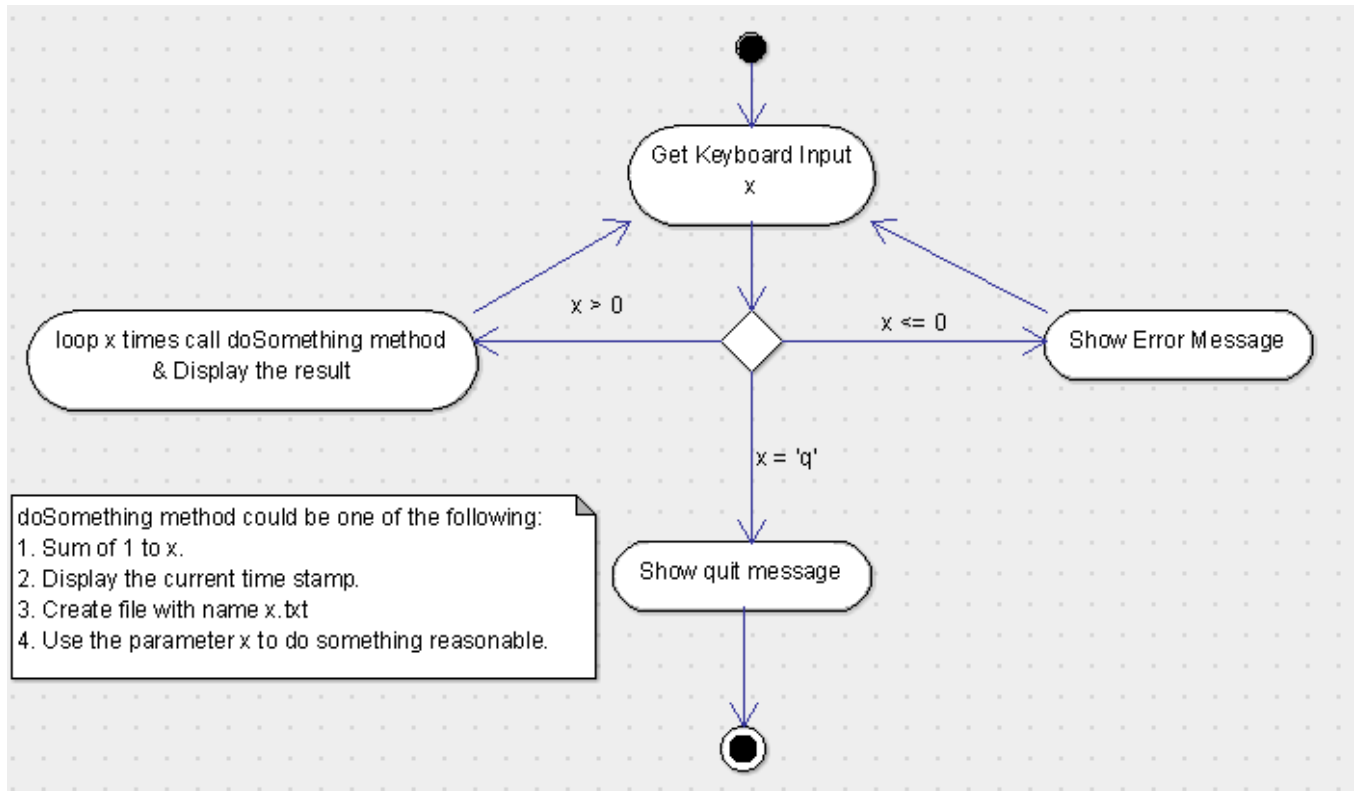 Get Keyboard Input
x
x > 0
x <= 0
loop x times call doSomething method
& Display the result
Show Error Message
x = 'q'
doSomething method could be one of the following:
1. Sum of 1 to x.
2. Display the current time stamp.
3. Create file with name x.txt
4. Use the parameter x to do something reasonable.
Show quit message